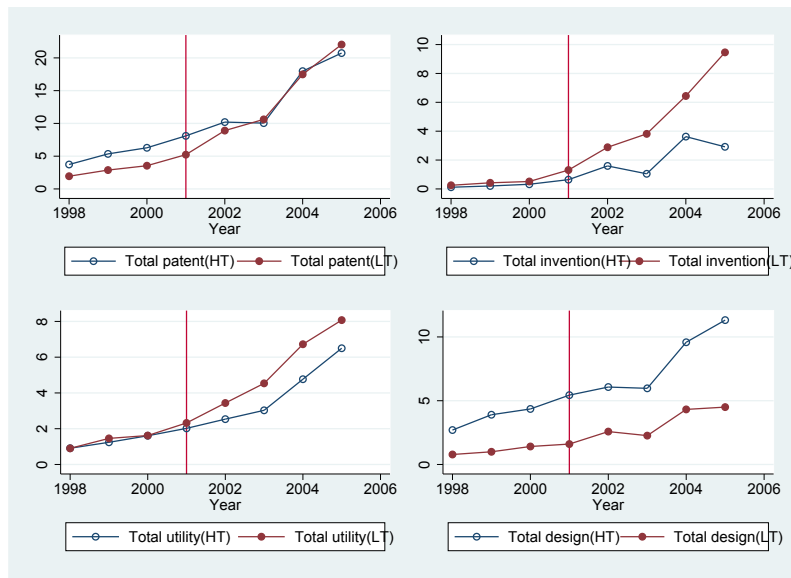 20
15
10
5
0
1998 2000 2002 2004 2006
Year
Total patent(HT) Total patent(LT)
10
8
6
4
2
0
1998 2000 2002 2004 2006
Year
Total invention(HT) Total invention(LT)
8
6
4
2
0
1998 2000 2002 2004 2006
Year
Total utility(HT) Total utility(LT)
10
5
0
1998 2000 2002 2004 2006
Year
Total design(HT) Total design(LT)